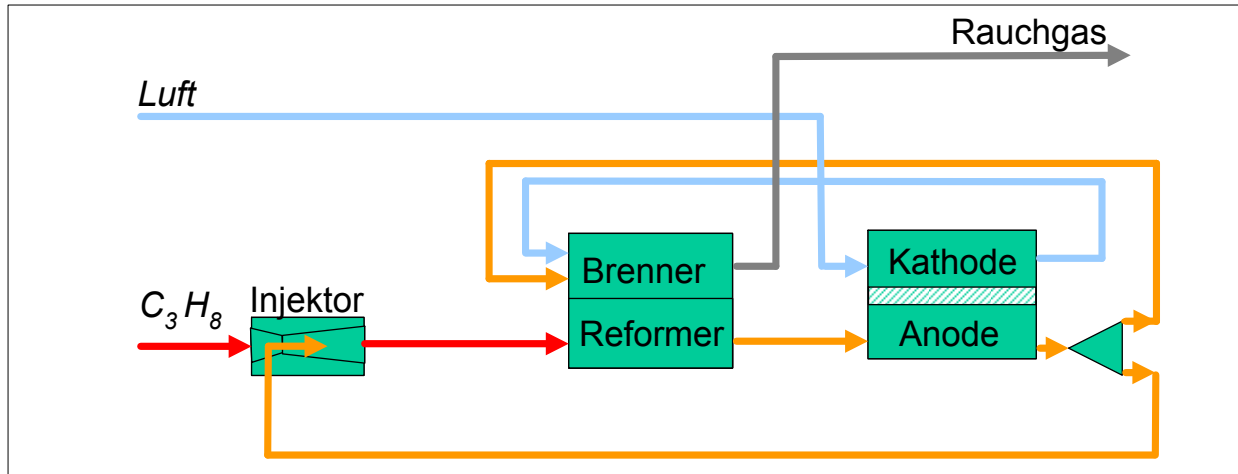 Rauchgas
Luft
Brenner
Kathode
C₃H₈
Injektor
Reformer
Anode